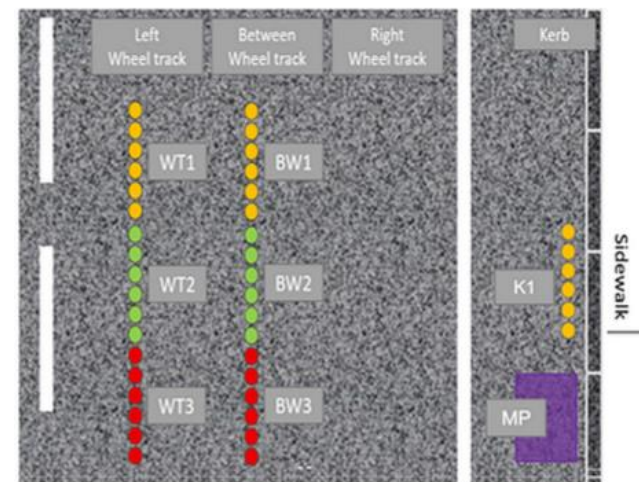 Left
Wheel track
Between
Wheel track
Right
Wheel track
Kerb
WT1
BW1
WT2
BW2
K1
Sidewalk
WT3
BW3
MP